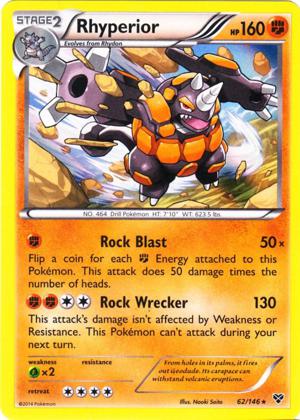 STAGE2
Rhyperior
HP160
Evolves from Rhydon
NO. 464 Drill Pokémon HT: 7'10" WT: 623.5 lbs.
Rock Blast 50×
Flip a coin for each Energy attached to this
Pokémon. This attack does 50 damage times the
number of heads.
Rock Wrecker 130
This attack's damage isn't affected by Weakness or
Resistance. This Pokémon can't attack during your
next turn.
weakness
resistance
×2
retreat
From holes in its palms, it fires
out Geodude. Its carapace can
withstand volcanic eruptions.
©2014 Pokémon
Illus. Naoki Saito
62/146 ★